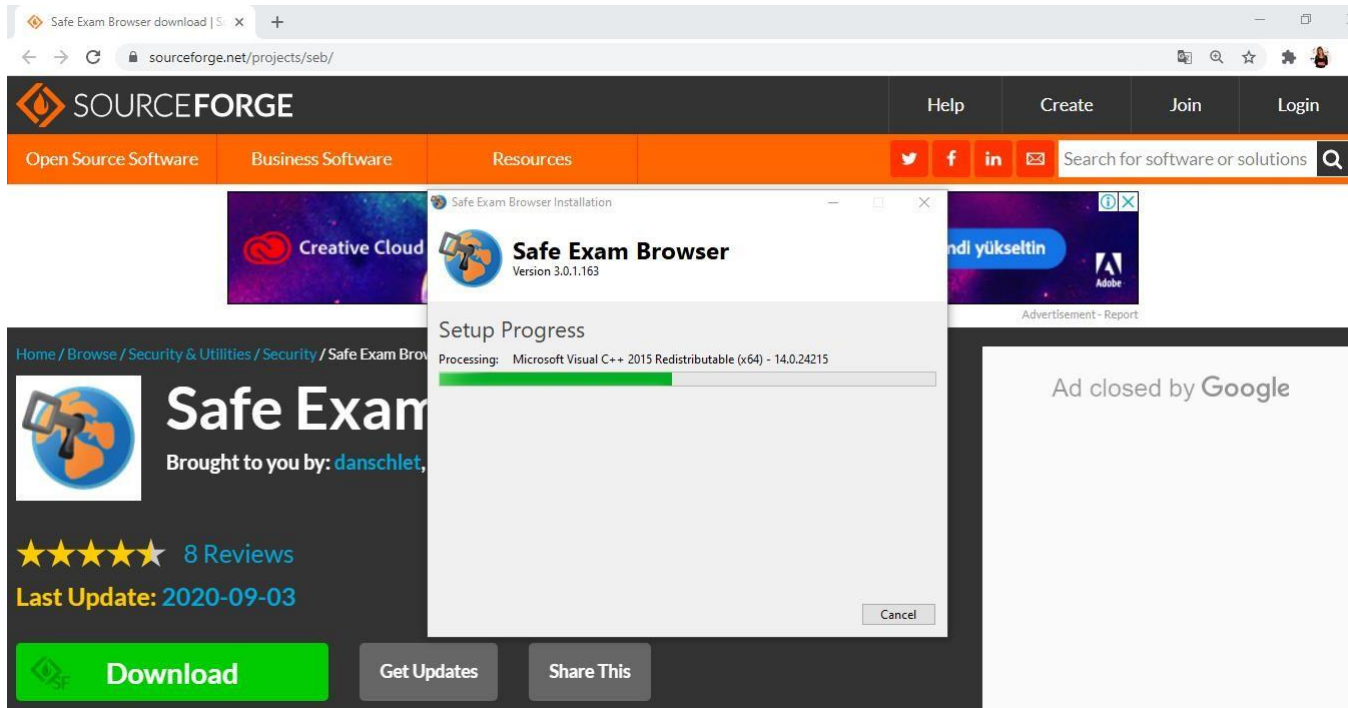 Safe Exam Browser download | S
sourceforge.net/projects/seb/
SOURCEFORGE
Help
Create
Join
Login
Open Source Software
Business Software
Resources
Search for software or solutions
Creative Cloud
yükseltin
Adobe
Advertisement - Report
Safe Exam Browser Installation
Safe Exam Browser
Version 3.0.1.163
Setup Progress
Processing: Microsoft Visual C++ 2015 Redistributable (x64) - 14.0.24215
Cancel
Home / Browse / Security & Utilities / Security / Safe Exam
Safe Exam
Brought to you by: danschlet,
8 Reviews
Last Update: 2020-09-03
Download
SF
Get Updates
Share This
Ad closed by Google